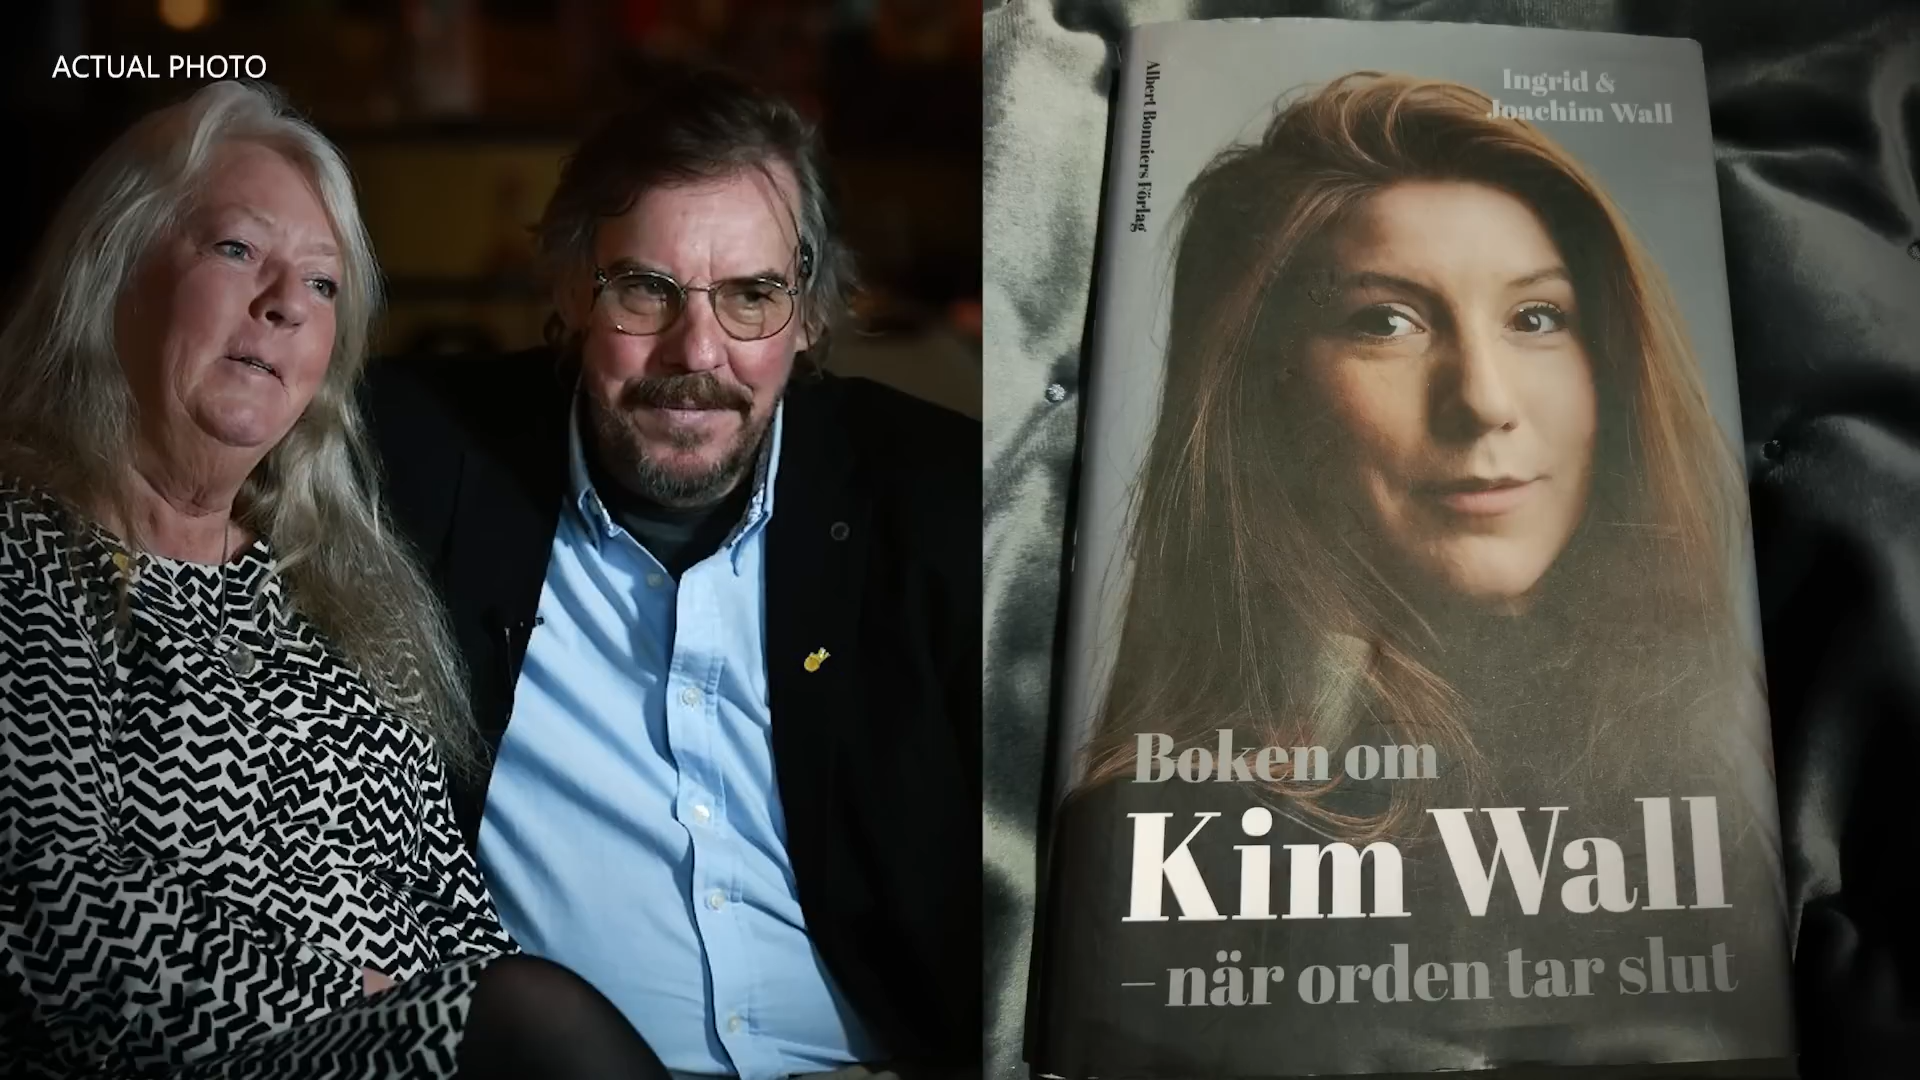 ACTUAL PHOTO
Albert Bonniers Förlag
Ingrid &
Joachim Wall
Boken om
Kim Wall
– när orden tar slut